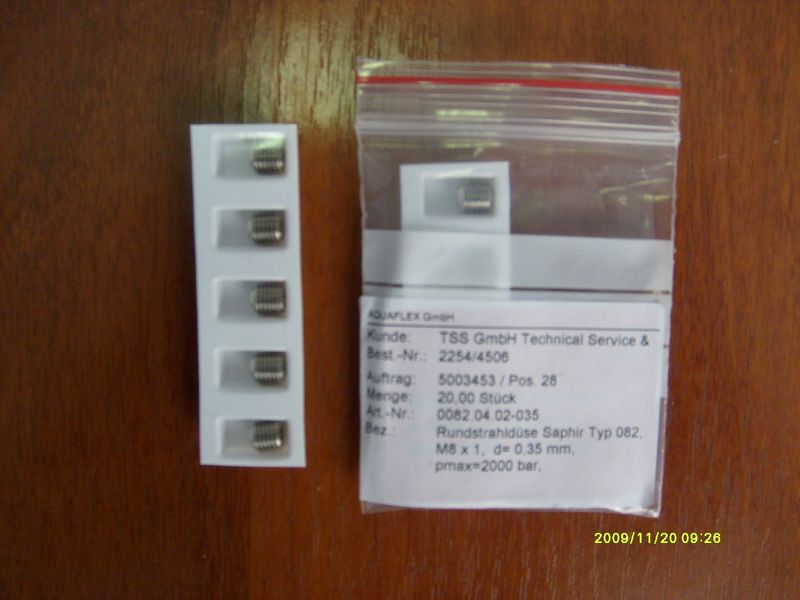 AQUAFLEX GmbH
Kunde: TSS GmbH Technical Service &
Best.-Nr.: 2254/4506
Auftrag: 5003453 / Pos. 28
Menge: 20,00 Stück
Art.-Nr.: 0082.04.02-035
Bez.: Rundstrahldüse Saphir Typ 082,
M8 x 1, d= 0.35 mm,
pmax=2000 bar,
2009/11/20 09:26